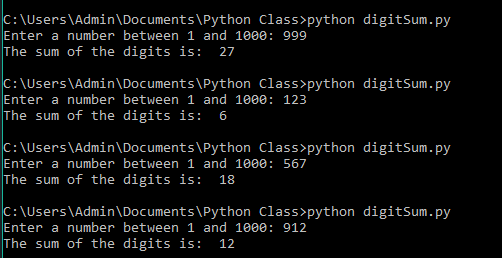 C:\Users\Admin\Documents\Python Class>python digitSum.py
Enter a number between 1 and 1000: 999
The sum of the digits is:  27
C:\Users\Admin\Documents\Python Class>python digitSum.py
Enter a number between 1 and 1000: 123
The sum of the digits is:  6
C:\Users\Admin\Documents\Python Class>python digitSum.py
Enter a number between 1 and 1000: 567
The sum of the digits is:  18
C:\Users\Admin\Documents\Python Class>python digitSum.py
Enter a number between 1 and 1000: 912
The sum of the digits is:  12